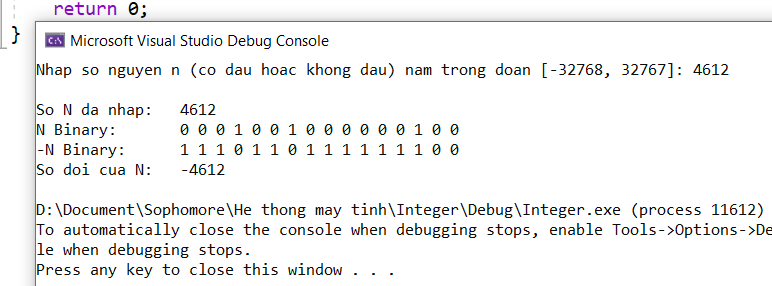 return 0;
}
Microsoft Visual Studio Debug Console
Nhap so nguyen n (co dau hoac khong dau) nam trong doan [-32768, 32767]: 4612
So N da nhap: 4612
N Binary: 0 0 0 1 0 0 1 0 0 0 0 0 0 1 0 0
-N Binary: 1 1 1 0 1 1 0 1 1 1 1 1 1 1 0 0
So doi cua N: -4612
D:\Document\Sophomore\He thong may tinh\Integer\Debug\Integer.exe (process 11612)
To automatically close the console when debugging stops, enable Tools->Options->De
le when debugging stops.
Press any key to close this window . . .